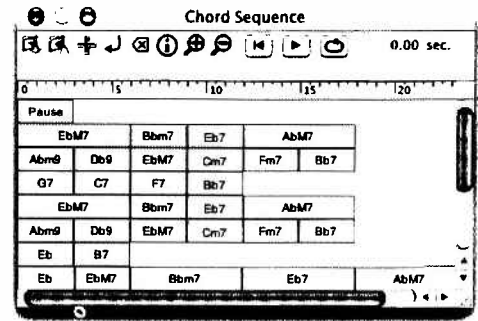 Chord Sequence
0.00 sec.
0 5 10 15 20
Pause
EbM7 Bbm7 Eb7 AbM7
Abm9 Db9 EbM7 Cm7 Fm7 Bb7
G7 C7 F7 Bb7
EbM7 Bbm7 Eb7 AbM7
Abm9 Db9 EbM7 Cm7 Fm7 Bb7
Eb B7
Eb EbM7 Bbm7 Eb7 AbM7